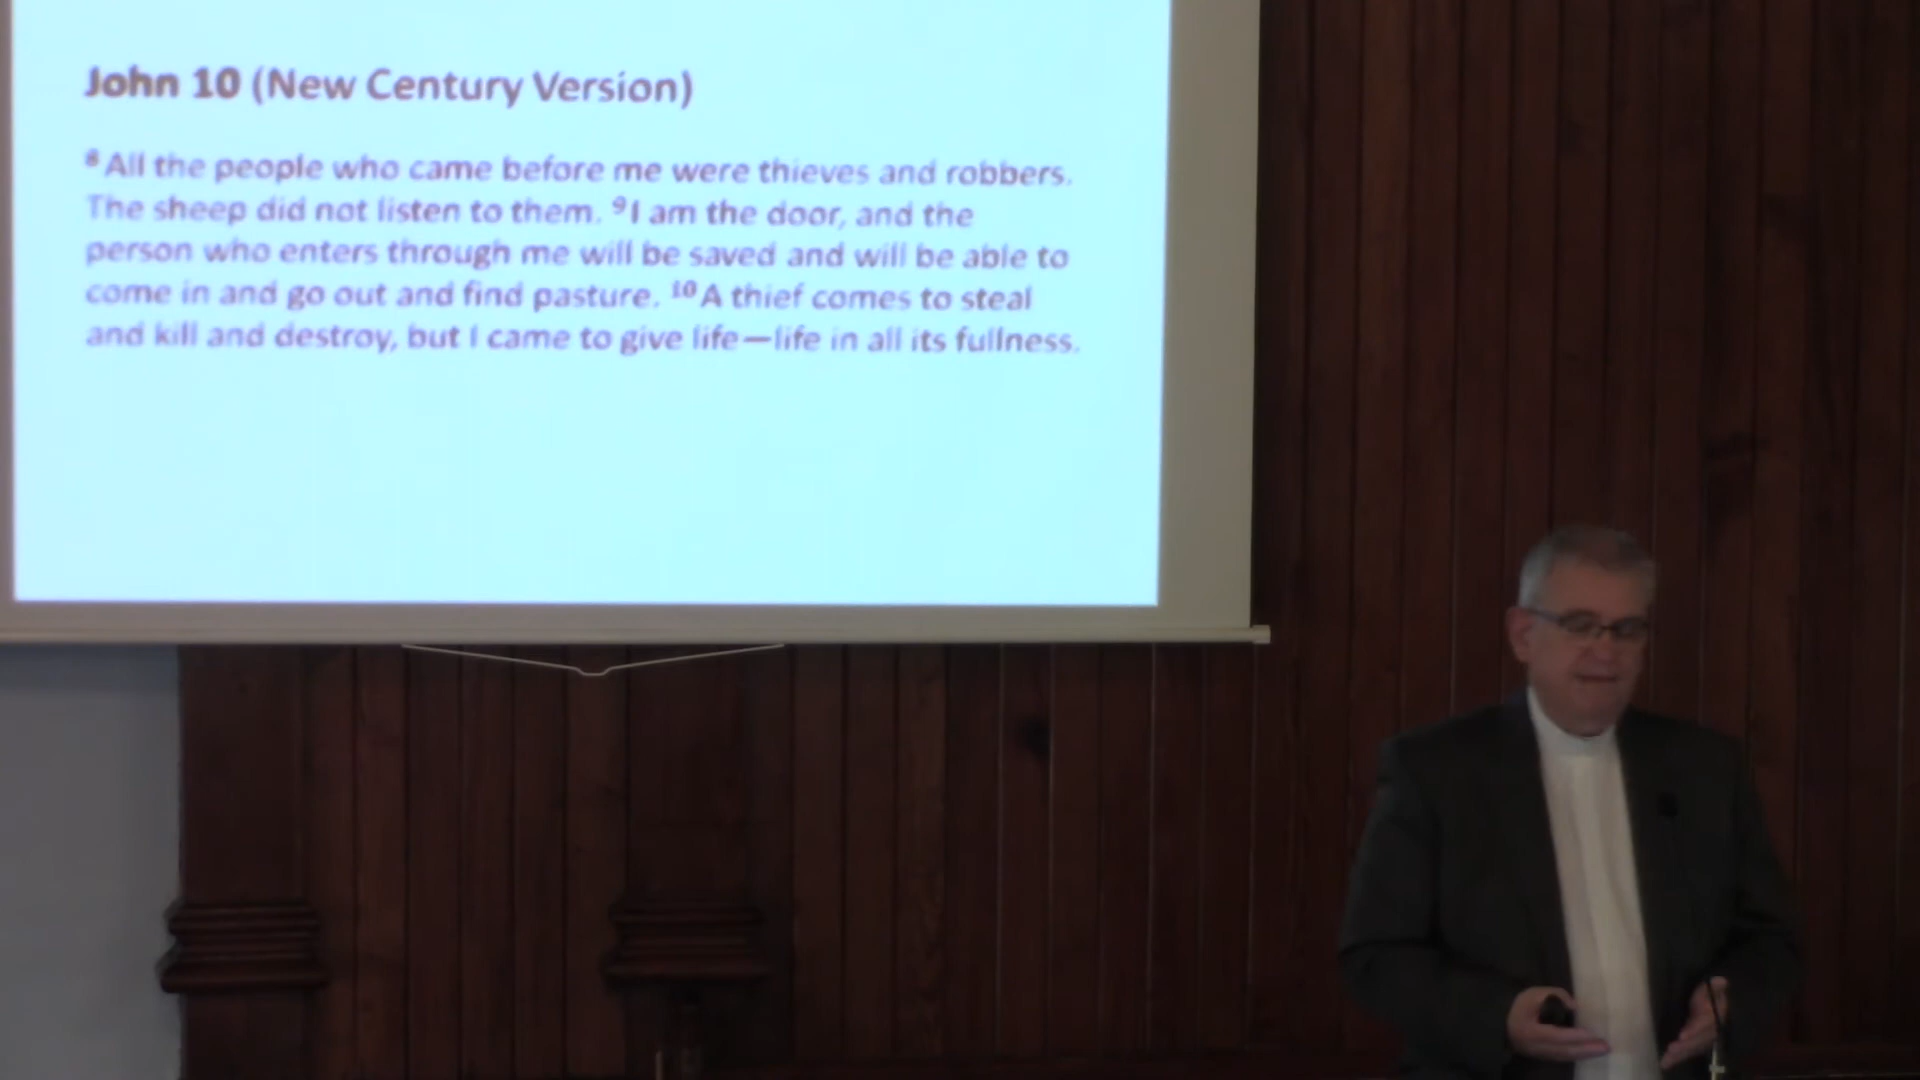 John 10 (New Century Version)
⁸ All the people who came before me were thieves and robbers.
The sheep did not listen to them. ⁹I am the door, and the
person who enters through me will be saved and will be able to
come in and go out and find pasture. ¹⁰A thief comes to steal
and kill and destroy, but I came to give life—life in all its fullness.